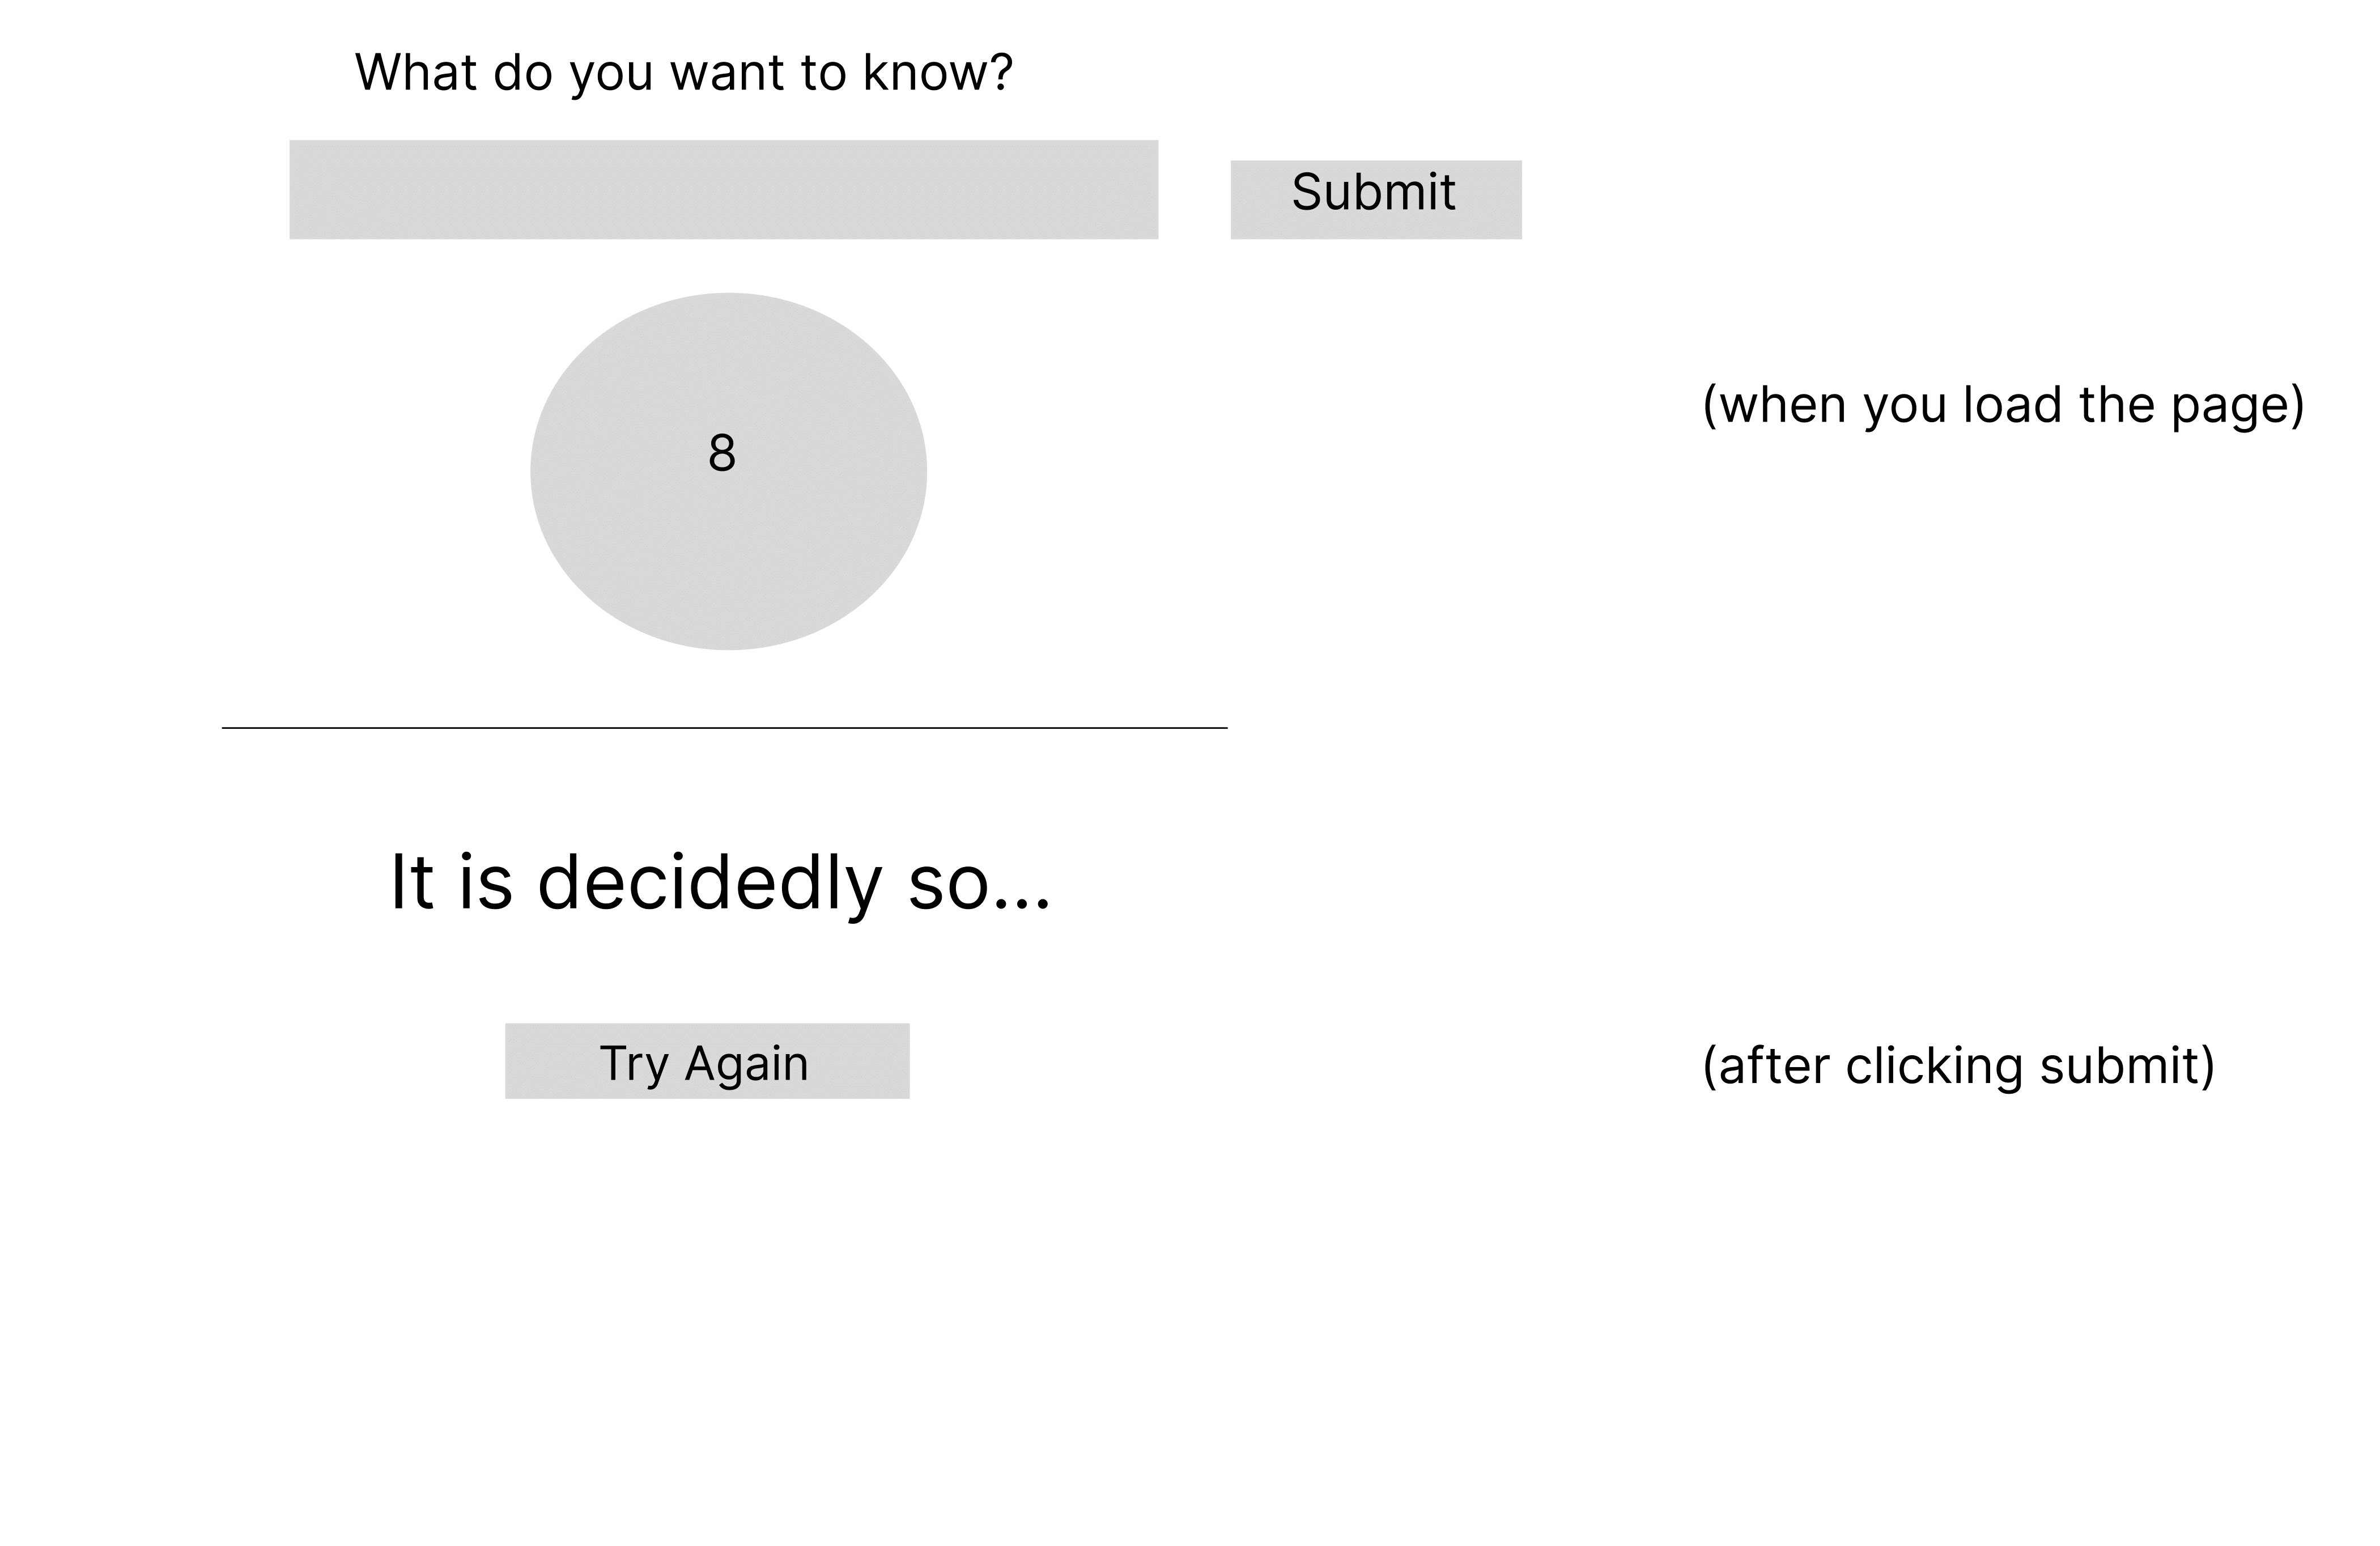 What do you want to know?
Submit
(when you load the page)
8
It is decidedly so...
Try Again
(after clicking submit)